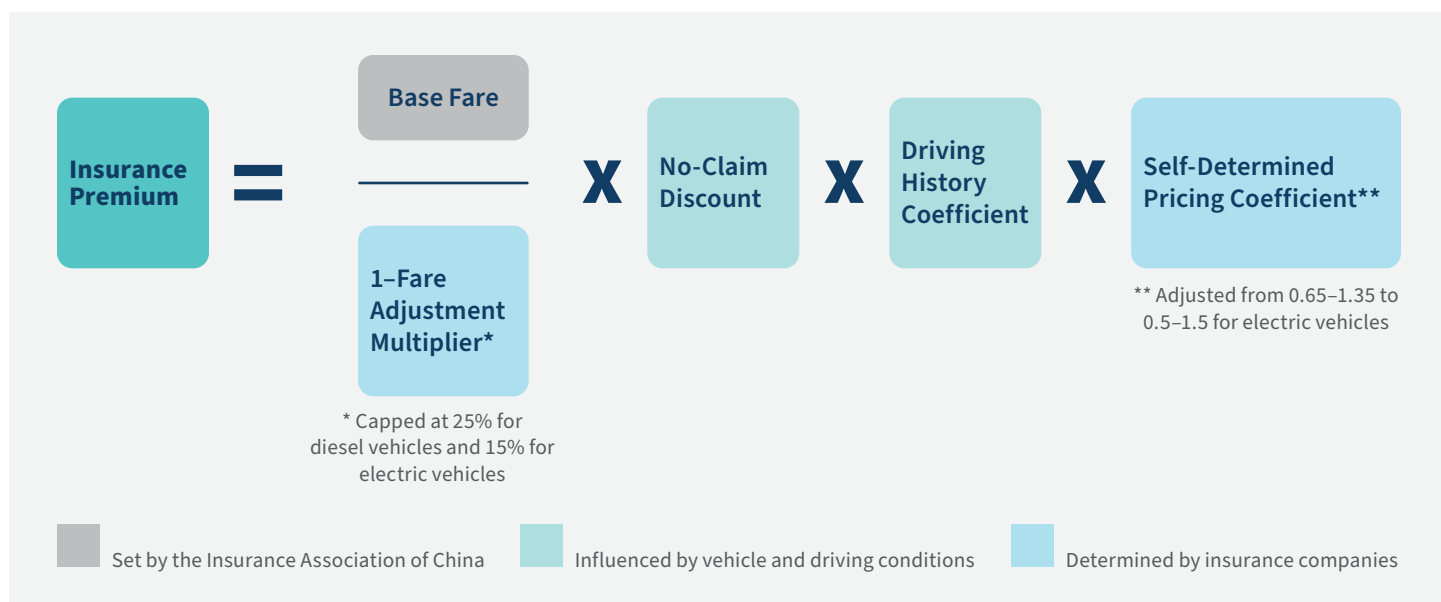 Insurance
Premium
=
Base Fare
1–Fare
Adjustment
Multiplier*
* Capped at 25% for
diesel vehicles and 15% for
electric vehicles
x
No-Claim
Discount
x
Driving
History
Coefficient
x
Self-Determined
Pricing Coefficient**
** Adjusted from 0.65–1.35 to
0.5–1.5 for electric vehicles
Set by the Insurance Association of China
Influenced by vehicle and driving conditions
Determined by insurance companies